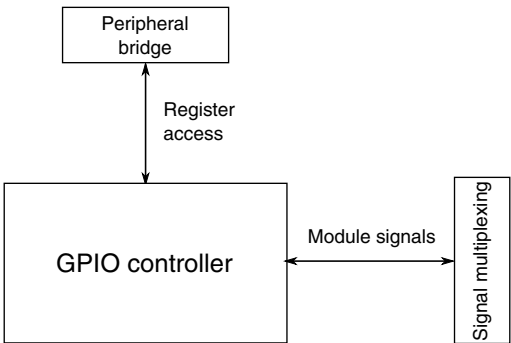 Peripheral
bridge
Register
access
GPIO controller
Module signals
Signal multiplexing